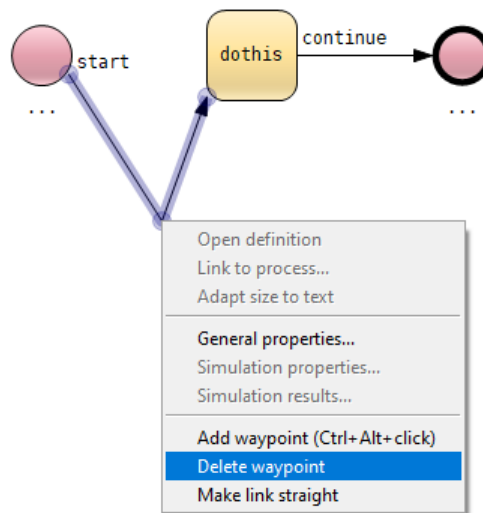 continue
start
dothis
...
...
Open definition
Link to process...
Adapt size to text
General properties...
Simulation properties...
Simulation results...
Add waypoint (Ctrl+Alt+click)
Delete waypoint
Make link straight